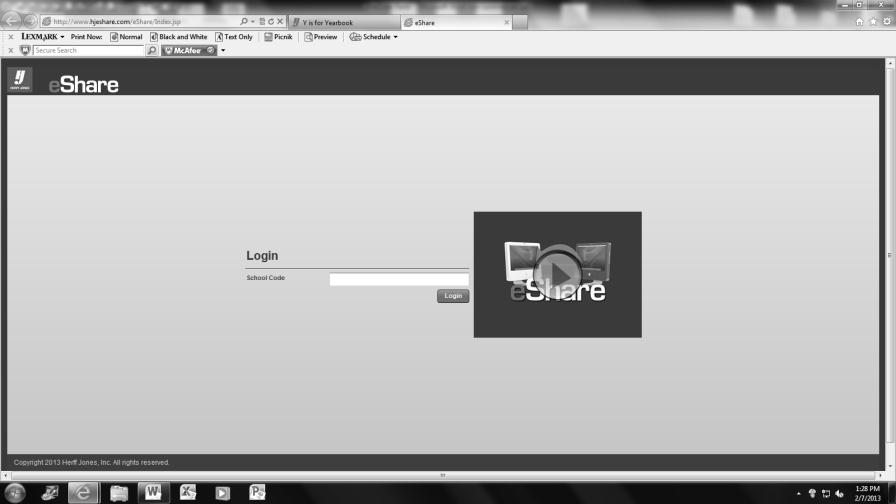 http://www.hjeshare.com/eShare/Index.jsp
Y is for Yearbook
eShare
LEXMARK Print Now: Normal Black and White Text Only Picnik Preview Schedule
Secure Search
McAfee
HERFF JONES
eShare
Login
School Code
Login
eShare
Copyright 2013 Herff Jones, Inc. All rights reserved.
1:28 PM
2/7/2013